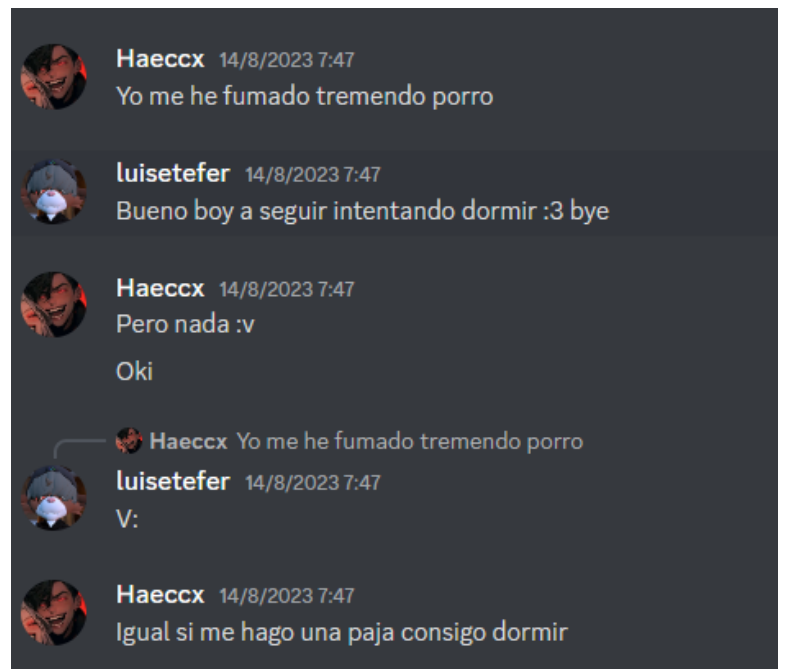 Haeccx 14/8/2023 7:47
Yo me he fumado tremendo porro
luisetefer 14/8/2023 7:47
Bueno boy a seguir intentando dormir :3 bye
Haeccx 14/8/2023 7:47
Pero nada :v
Oki
Haeccx Yo me he fumado tremendo porro
luisetefer 14/8/2023 7:47
V:
Haeccx 14/8/2023 7:47
Igual si me hago una paja consigo dormir